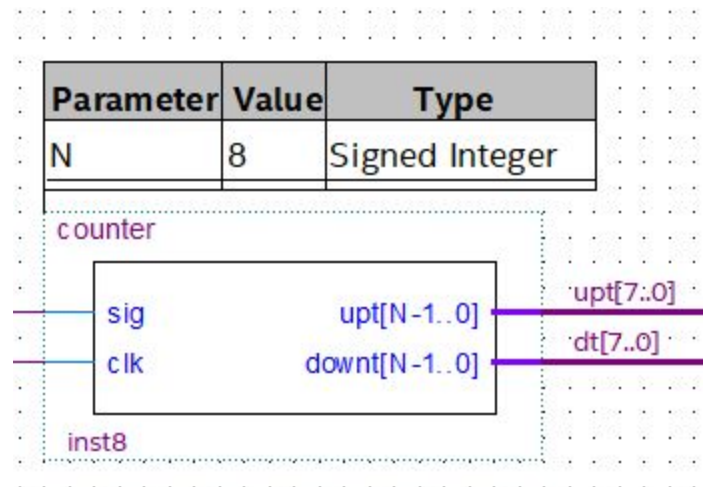 Parameter Value Type
N 8 Signed Integer
counter
sig upt[N-1..0] upt[7..0]
clk downt[N-1..0] dt[7..0]
inst8